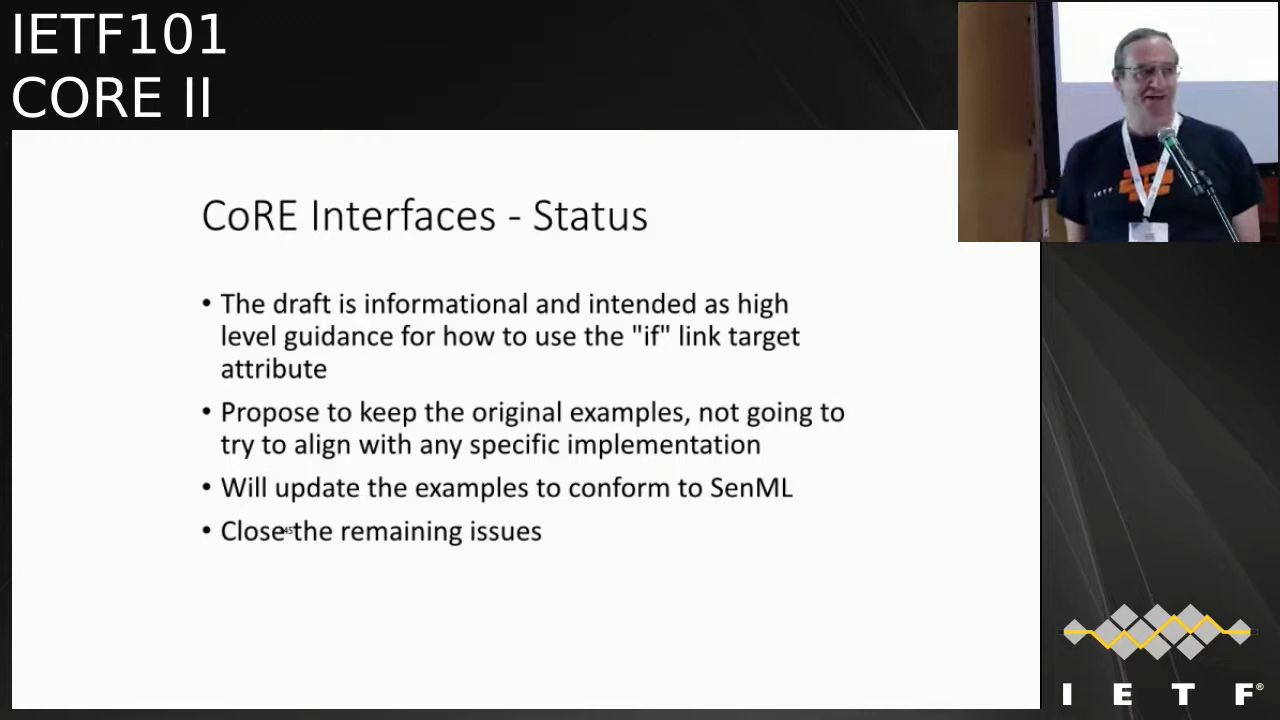 IETF101
CORE II
CoRE Interfaces - Status
• The draft is informational and intended as high
level guidance for how to use the "if" link target
attribute
• Propose to keep the original examples, not going to
try to align with any specific implementation
• Will update the examples to conform to SenML
• Close the remaining issues
I E T F®